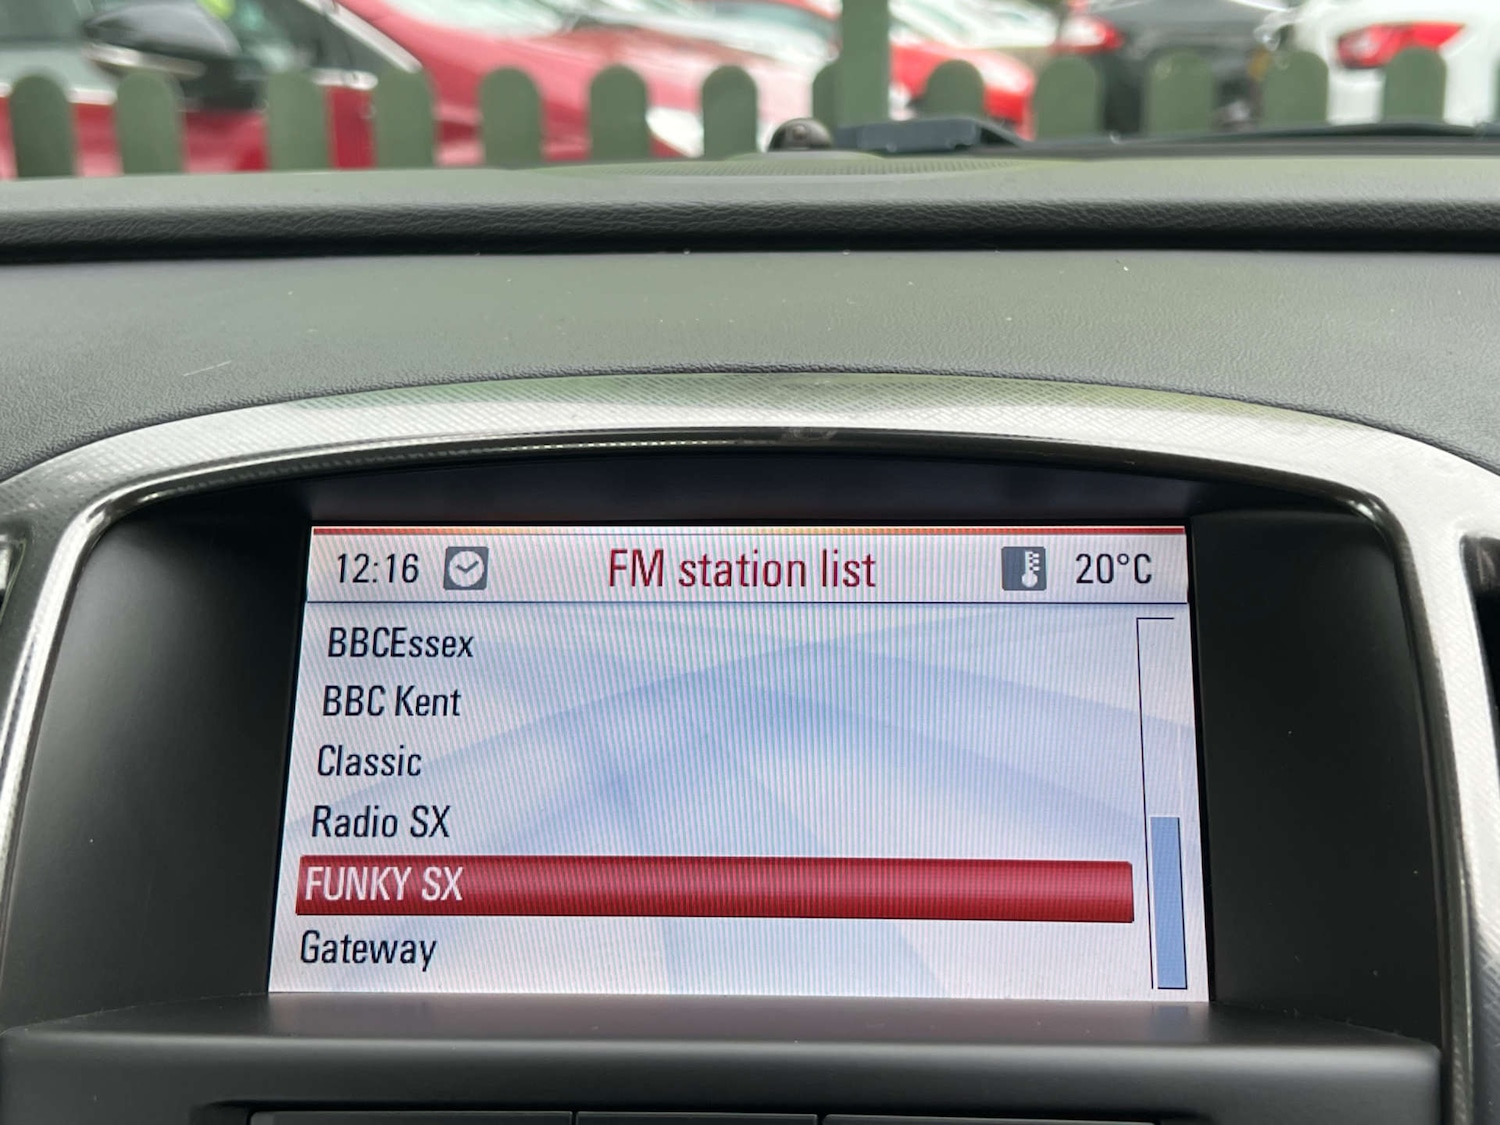 12:16 FM station list 20°C
BBCEssex
BBC Kent
Classic
Radio SX
FUNKY SX
Gateway